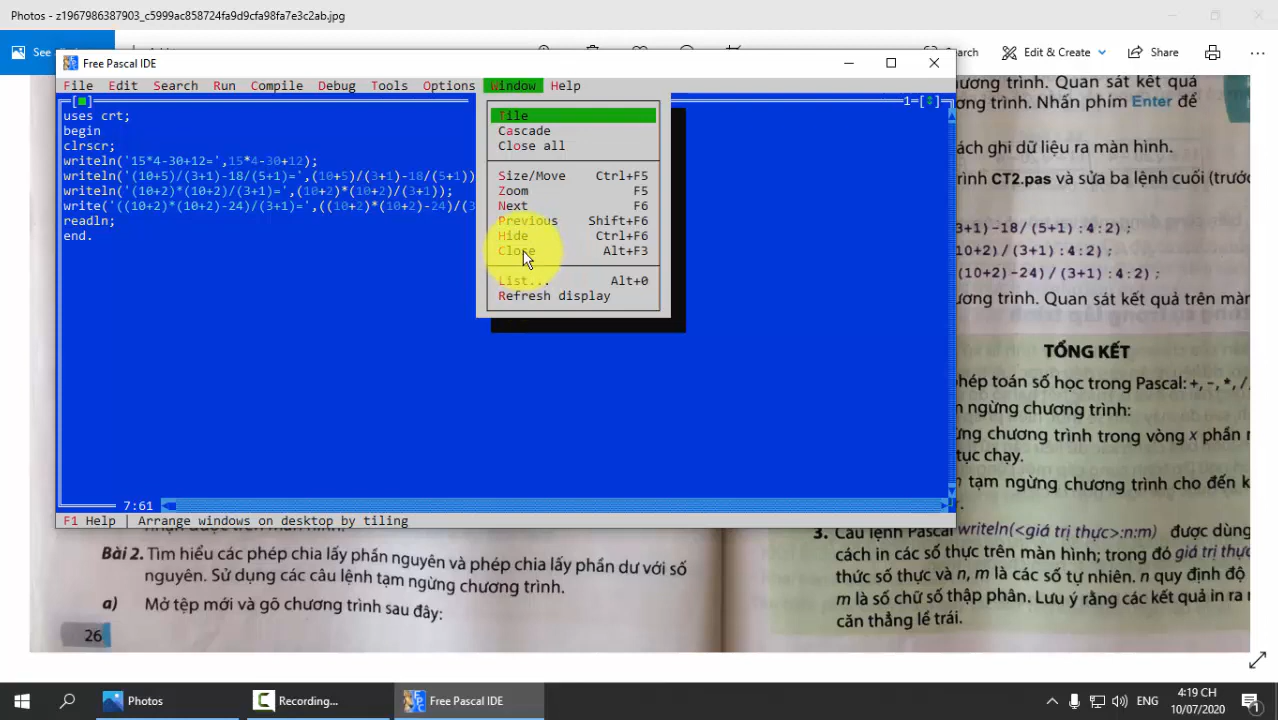 Photos - z1967986387903_c5999ac858724fa9d9cfa98fa7e3c2ab.jpg
See
Search
Edit & Create
Share
Free Pascal IDE
File Edit Search Run Compile Debug Tools Options Window Help
1=[↕]
uses crt;
begin
clrscr;
writeln('15*4-30+12=',15*4-30+12);
writeln('(10+5)/(3+1)-18/(5+1)=',(10+5)/(3+1)-18/(5+1))
writeln('(10+2)*(10+2)/(3+1)=',(10+2)*(10+2)/(3+1));
write('((10+2)*(10+2)-24)/(3+1)=',((10+2)*(10+2)-24)/(3
readln;
end.
Tile
Cascade
Close all
Size/Move Ctrl+F5
Zoom F5
Next F6
Previous Shift+F6
Hide Ctrl+F6
Close Alt+F3
List... Alt+0
Refresh display
7:61
F1 Help | Arrange windows on desktop by tiling
ương trình. Quan sát kết quả
ng trình. Nhấn phím Enter để
ách ghi dữ liệu ra màn hình.
rình CT2.pas và sửa ba lệnh cuối (trước
3+1)-18/(5+1):4:2);
10+2)/(3+1):4:2);
(10+2)-24)/(3+1):4:2);
ương trình. Quan sát kết quả trên màn
TỔNG KẾT
hép toán số học trong Pascal: +, -, *, /,
n ngừng chương trình:
ừng chương trình trong vòng x phần n
tục chạy.
n tạm ngừng chương trình cho đến k
3. Câu lệnh Pascal writeln(<giá trị thực>:n:m) được dùng
cách in các số thực trên màn hình; trong đó giá trị thực
thức số thực và n, m là các số tự nhiên. n quy định độ
m là số chữ số thập phân. Lưu ý rằng các kết quả in ra
căn thẳng lề trái.
Bài 2. Tìm hiểu các phép chia lấy phần nguyên và phép chia lấy phần dư với số
nguyên. Sử dụng các câu lệnh tạm ngừng chương trình.
a) Mở tệp mới và gõ chương trình sau đây:
26
Photos
Recording...
Free Pascal IDE
ENG
4:19 CH
10/07/2020